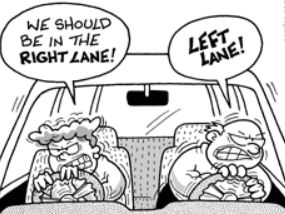 WE SHOULD
BE IN THE
RIGHT LANE!
LEFT
LANE!